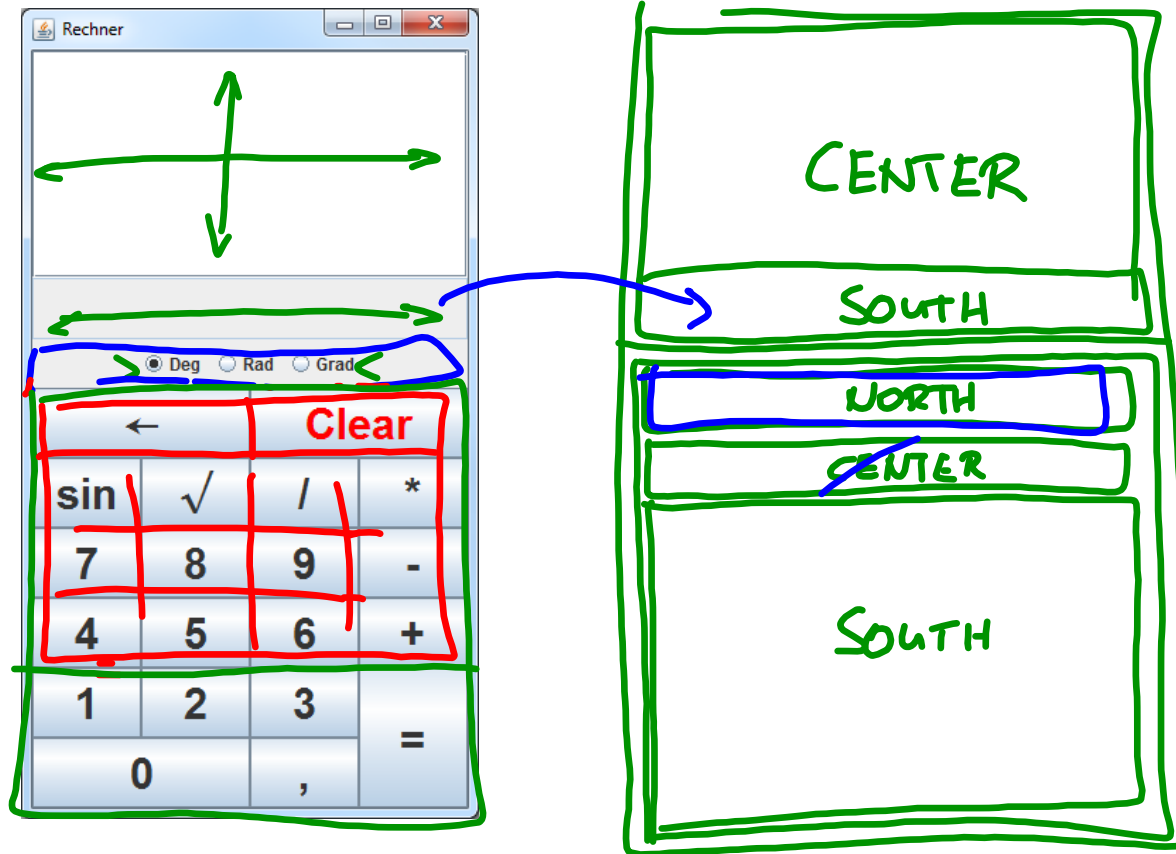 Rechner
CENTER
SOUTH
Deg Rad Grad
NORTH
← Clear
CENTER
sin √ / *
7 8 9 -
4 5 6 +
SOUTH
1 2 3
=
0 ,